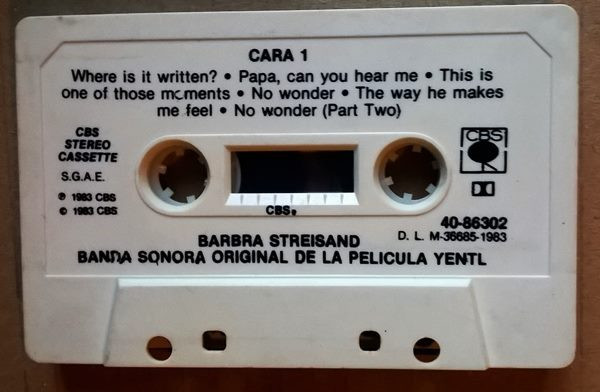 CARA 1
Where is it written? • Papa, can you hear me • This is
one of those moments • No wonder • The way he makes
me feel • No wonder (Part Two)
CBS
STEREO
CASSETTE
S.G.A.E.
℗ 1983 CBS
© 1983 CBS
CBS
CBS.
40-86302
D. L. M-36685-1983
BARBRA STREISAND
BANDA SONORA ORIGINAL DE LA PELICULA YENTL